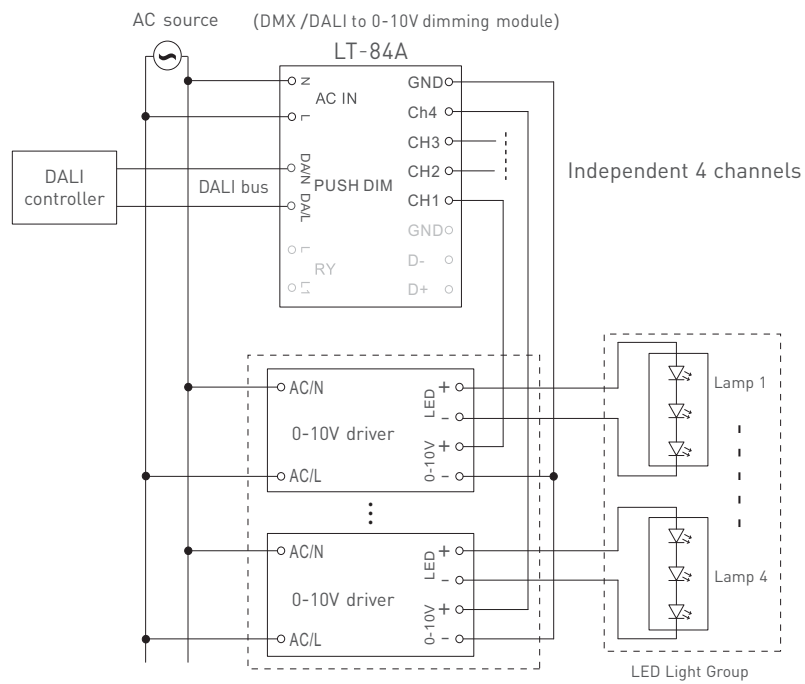 AC source
(DMX /DALI to 0-10V dimming module)
LT-84A
N
AC IN
L
GND
Ch4
CH3
CH2
CH1
GND
D-
D+
DALI
controller
DALI bus
DA/N
DA/L
PUSH DIM
L
RY
L1
Independent 4 channels
AC/N
0-10V driver
AC/L
LED
+
-
0-10V
+
-
Lamp 1
AC/N
0-10V driver
AC/L
LED
+
-
0-10V
+
-
Lamp 4
LED Light Group